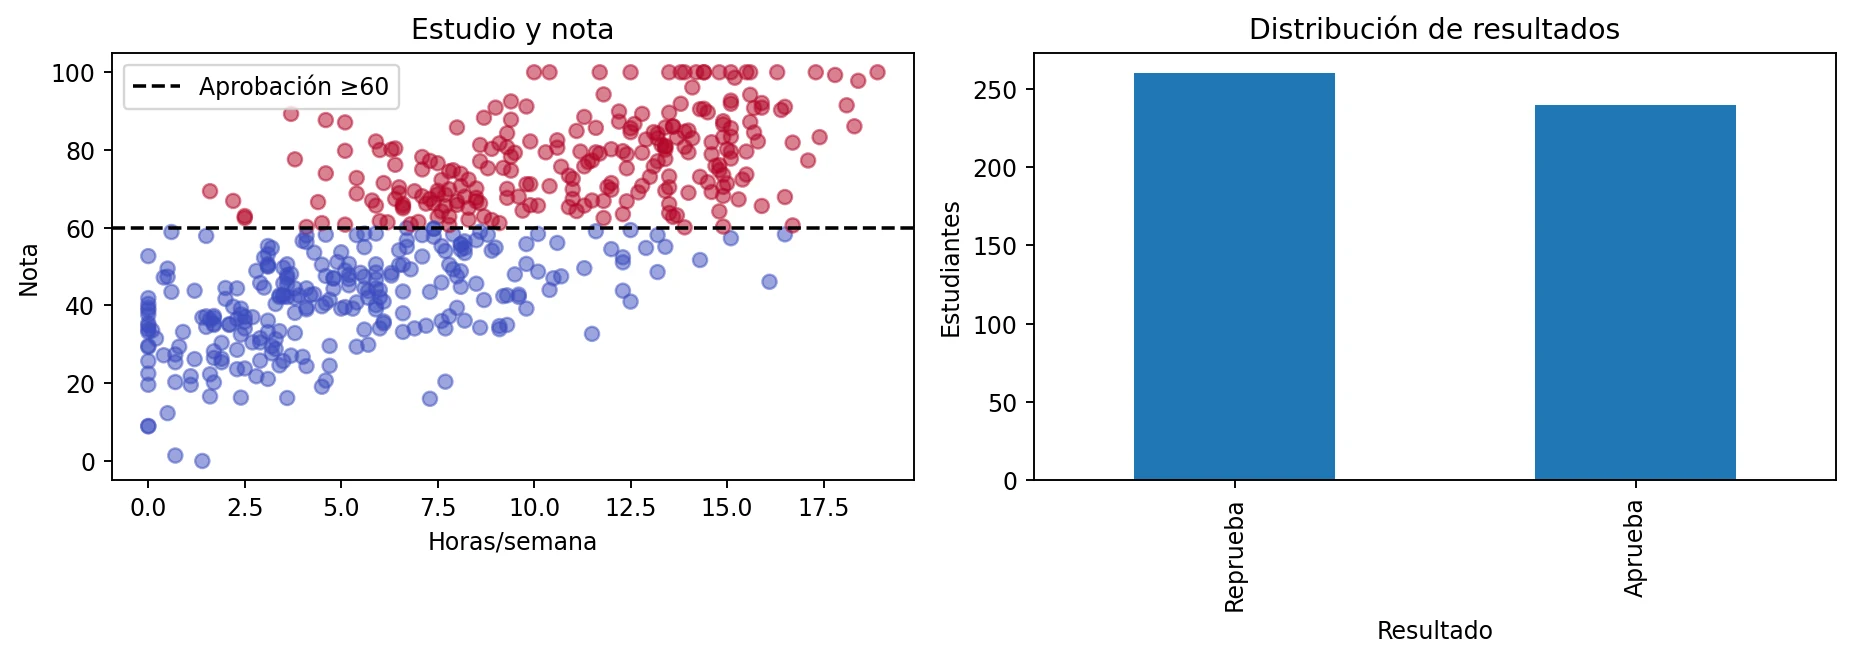 Estudio y nota
Aprobación ≥60
100
80
60
40
20
0
Nota
0.0 2.5 5.0 7.5 10.0 12.5 15.0 17.5
Horas/semana
Distribución de resultados
250
200
150
100
50
0
Estudiantes
Reprueba
Aprueba
Resultado